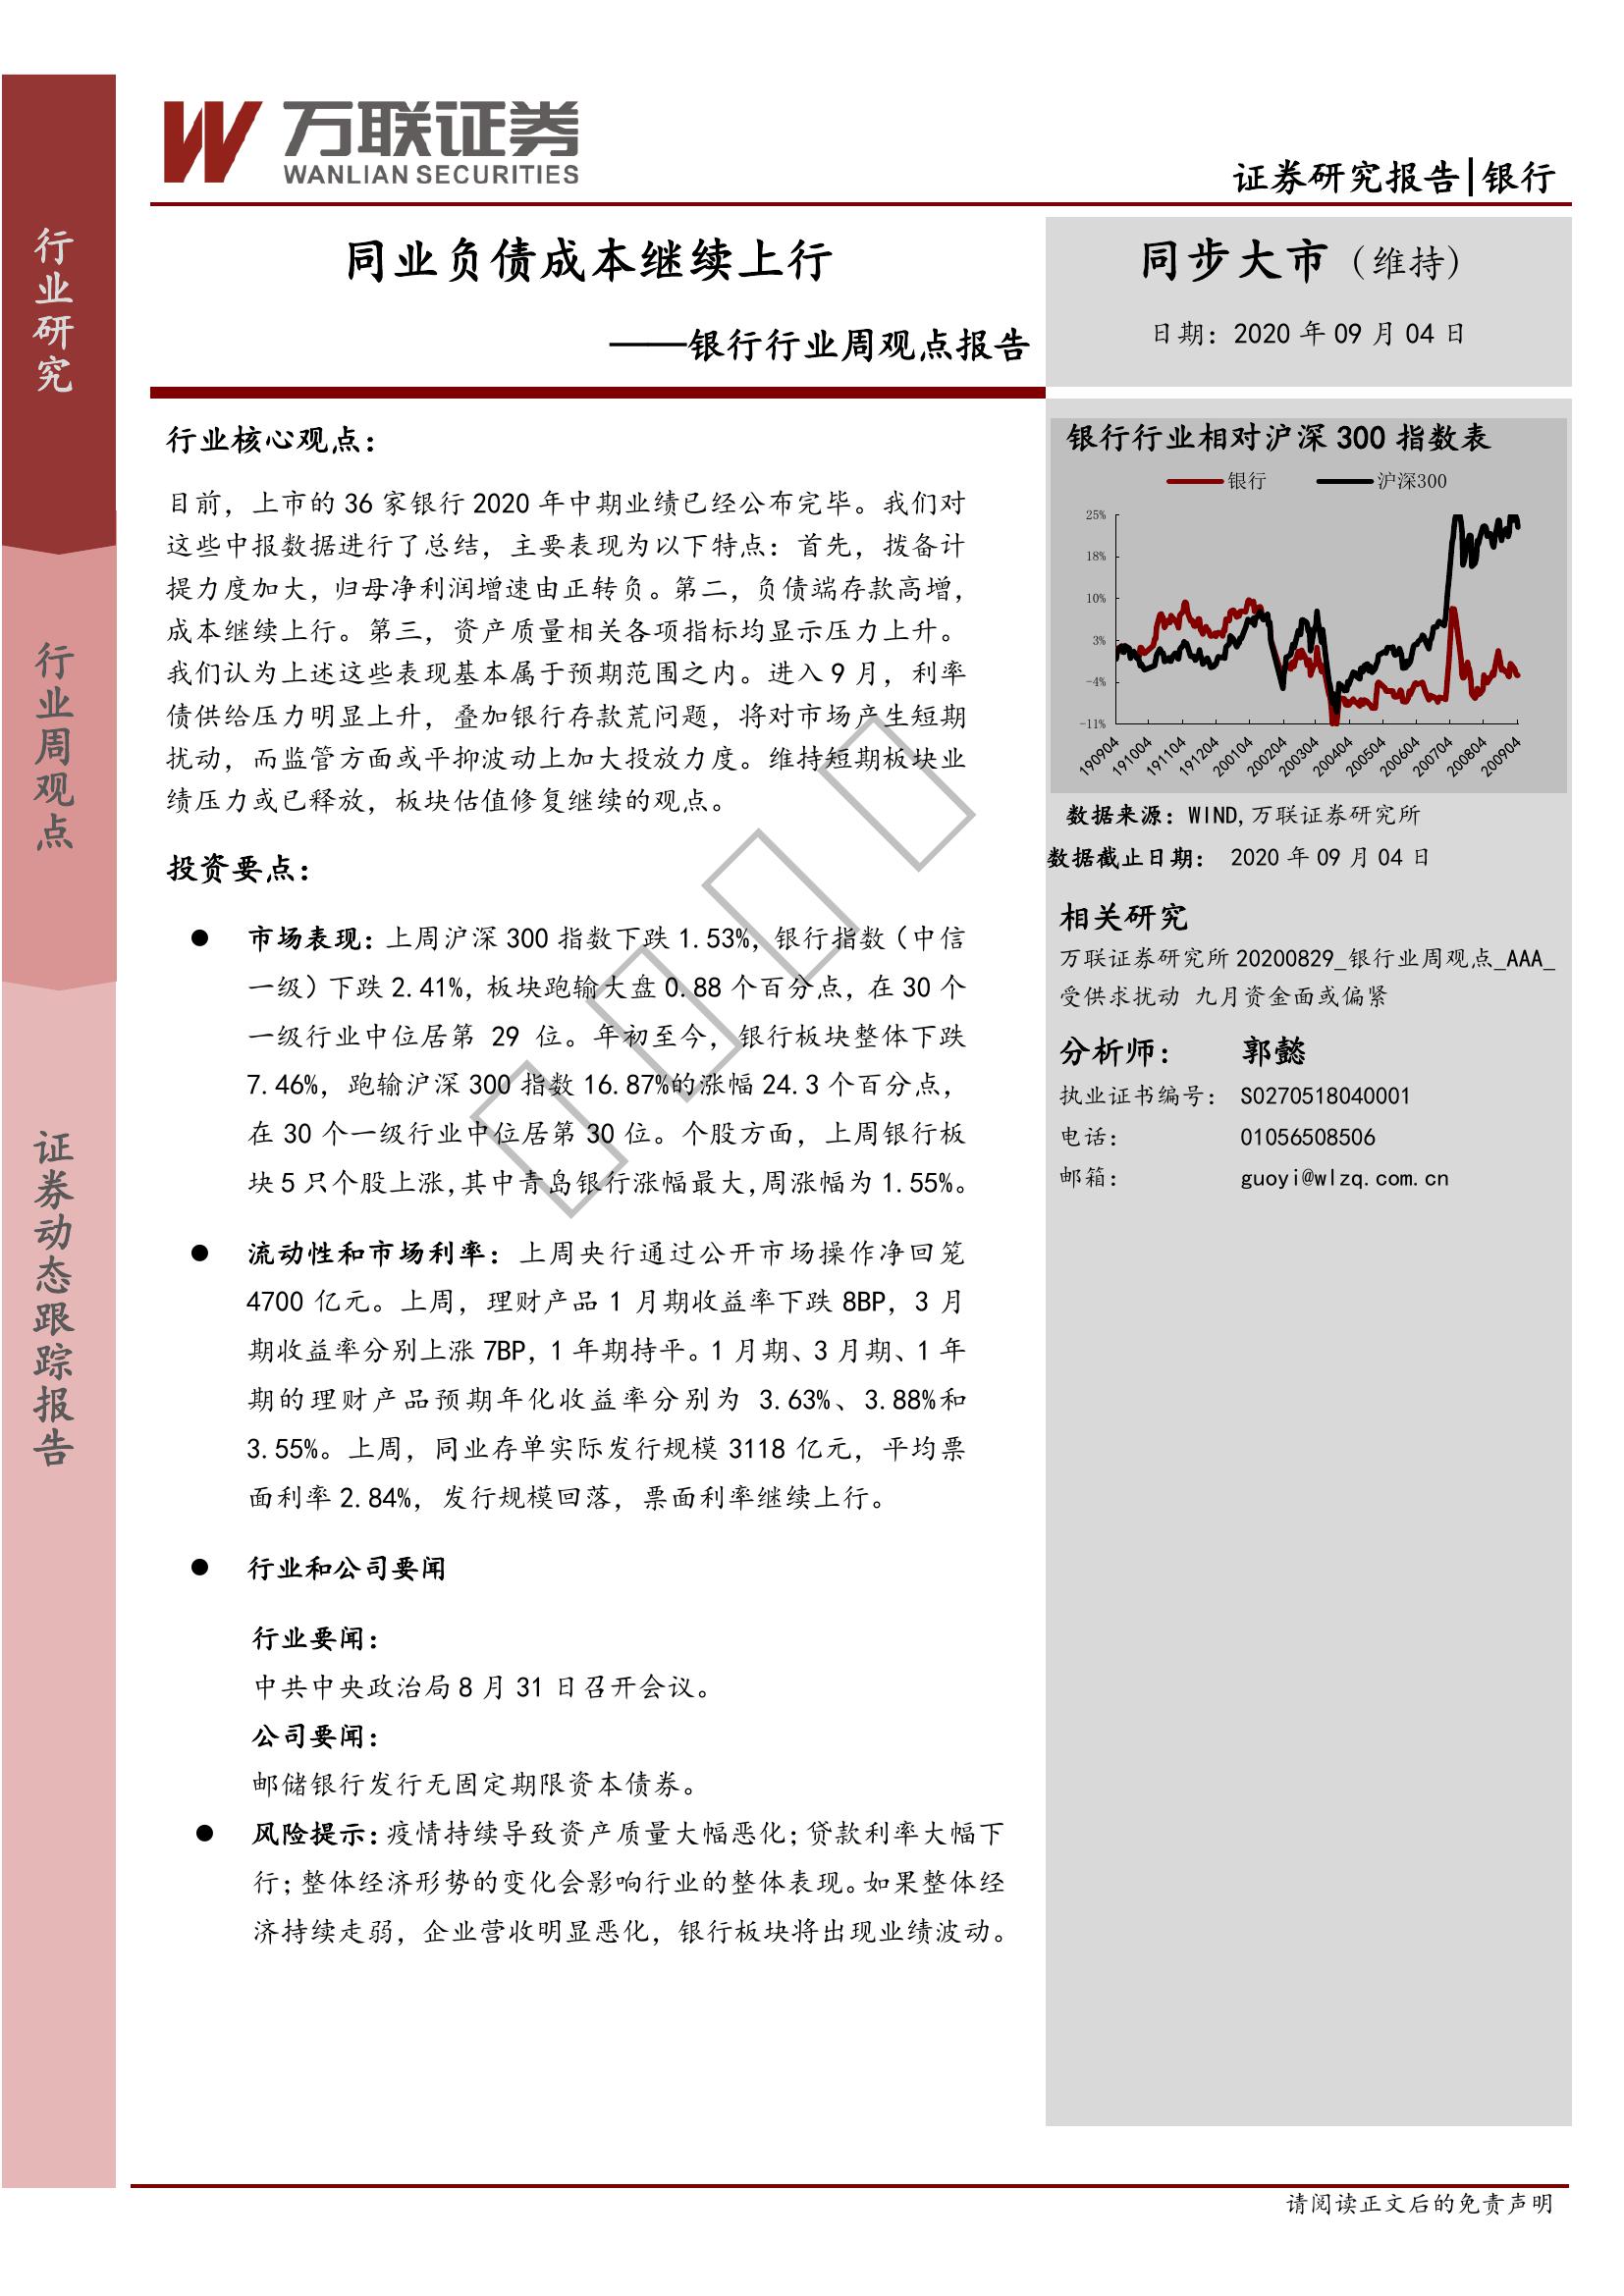 万联证券
WANLIAN SECURITIES
证券研究报告|银行
行业研究
行业周观点
证券动态跟踪报告
同业负债成本继续上行
——银行行业周观点报告
同步大市（维持）
日期：2020 年 09 月 04 日
行业核心观点：
目前，上市的 36 家银行 2020 年中期业绩已经公布完毕。我们对
这些中报数据进行了总结，主要表现为以下特点：首先，拨备计
提力度加大，归母净利润增速由正转负。第二，负债端存款高增，
成本继续上行。第三，资产质量相关各项指标均显示压力上升。
我们认为上述这些表现基本属于预期范围之内。进入 9 月，利率
债供给压力明显上升，叠加银行存款荒问题，将对市场产生短期
扰动，而监管方面或平抑波动上加大投放力度。维持短期板块业
绩压力或已释放，板块估值修复继续的观点。
投资要点：
● 市场表现：上周沪深 300 指数下跌 1.53%，银行指数（中信
一级）下跌 2.41%，板块跑输大盘 0.88 个百分点，在 30 个
一级行业中位居第 29 位。年初至今，银行板块整体下跌
7.46%，跑输沪深 300 指数 16.87%的涨幅 24.3 个百分点，
在 30 个一级行业中位居第 30 位。个股方面，上周银行板
块 5 只个股上涨，其中青岛银行涨幅最大，周涨幅为 1.55%。
● 流动性和市场利率：上周央行通过公开市场操作净回笼
4700 亿元。上周，理财产品 1 月期收益率下跌 8BP，3 月
期收益率分别上涨 7BP，1 年期持平。1 月期、3 月期、1 年
期的理财产品预期年化收益率分别为 3.63%、3.88%和
3.55%。上周，同业存单实际发行规模 3118 亿元，平均票
面利率 2.84%，发行规模回落，票面利率继续上行。
● 行业和公司要闻
行业要闻：
中共中央政治局 8 月 31 日召开会议。
公司要闻：
邮储银行发行无固定期限资本债券。
● 风险提示：疫情持续导致资产质量大幅恶化；贷款利率大幅下
行；整体经济形势的变化会影响行业的整体表现。如果整体经
济持续走弱，企业营收明显恶化，银行板块将出现业绩波动。
银行行业相对沪深 300 指数表
银行 沪深300
25%
18%
10%
3%
-4%
-11%
190904 191004 191104 191204 200104 200204 200304 200404 200504 200604 200704 200804 200904
数据来源：WIND,万联证券研究所
数据截止日期： 2020 年 09 月 04 日
相关研究
万联证券研究所 20200829_银行业周观点_AAA_
受供求扰动 九月资金面或偏紧
分析师： 郭懿
执业证书编号： S0270518040001
电话： 01056508506
邮箱： guoyi@wlzq.com.cn
请阅读正文后的免责声明